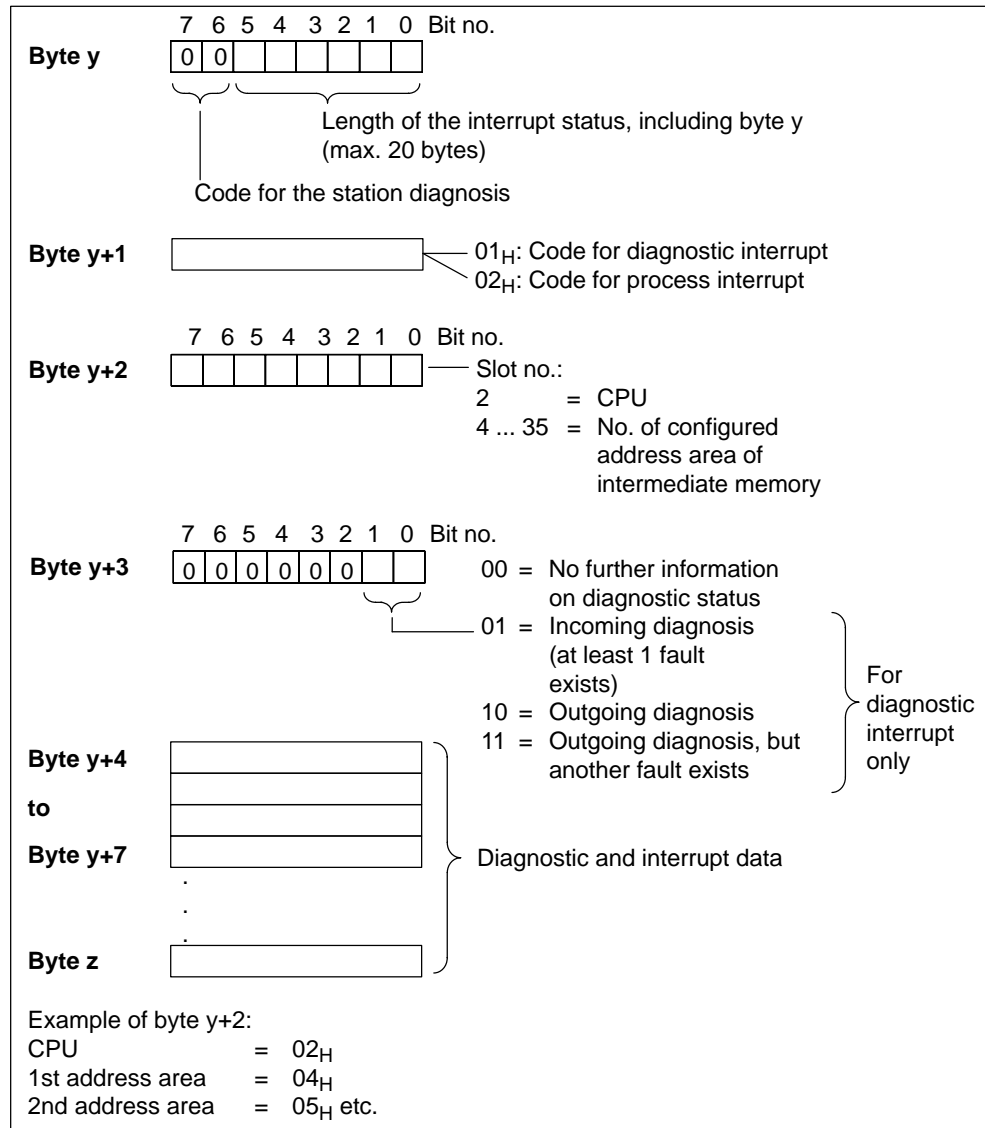 7 6 5 4 3 2 1 0 Bit no.
Byte y
0 0
Length of the interrupt status, including byte y
(max. 20 bytes)
Code for the station diagnosis
Byte y+1
01H: Code for diagnostic interrupt
02H: Code for process interrupt
7 6 5 4 3 2 1 0 Bit no.
Byte y+2
Slot no.:
2 = CPU
4 ... 35 = No. of configured
address area of
intermediate memory
7 6 5 4 3 2 1 0 Bit no.
Byte y+3
0 0 0 0 0 0
00 = No further information
on diagnostic status
01 = Incoming diagnosis
(at least 1 fault
exists)
10 = Outgoing diagnosis
11 = Outgoing diagnosis, but
another fault exists
For
diagnostic
interrupt
only
Byte y+4
to
Byte y+7
Diagnostic and interrupt data
.
.
.
Byte z
Example of byte y+2:
CPU = 02H
1st address area = 04H
2nd address area = 05H etc.